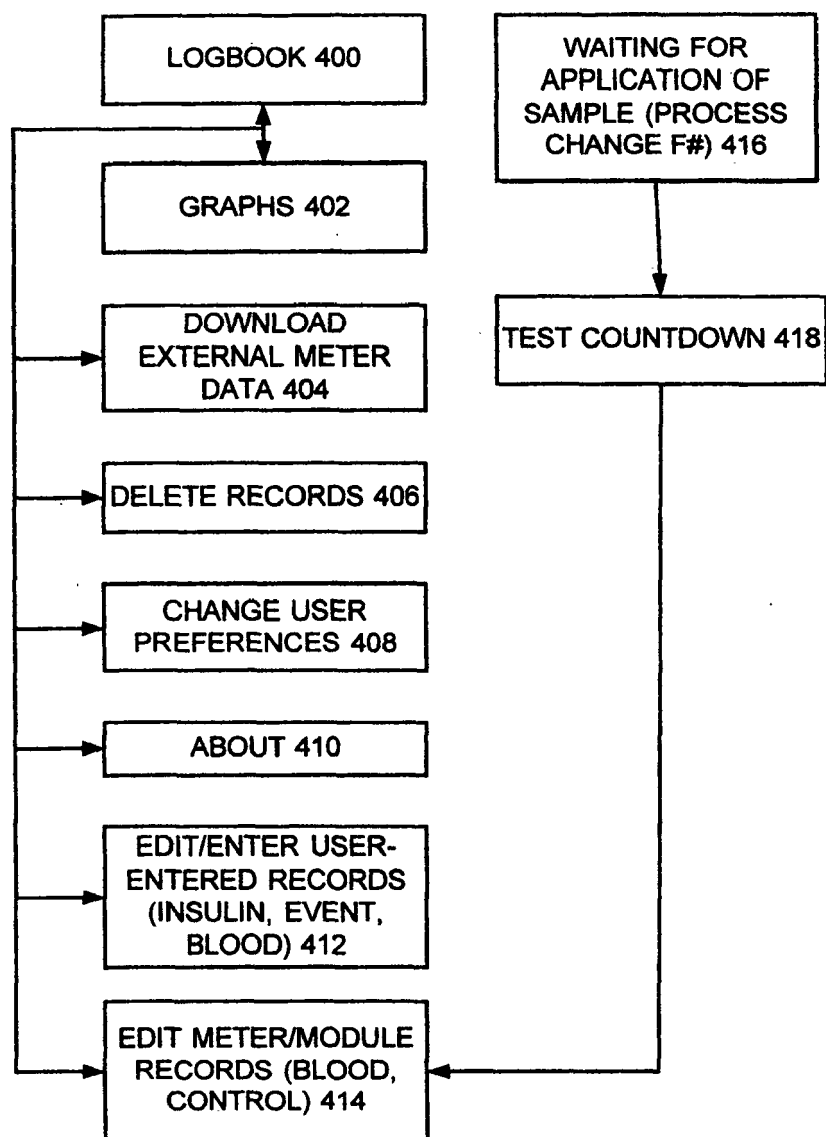 LOGBOOK 400
GRAPHS 402
DOWNLOAD
EXTERNAL METER
DATA 404
DELETE RECORDS 406
CHANGE USER
PREFERENCES 408
ABOUT 410
EDIT/ENTER USER-
ENTERED RECORDS
(INSULIN, EVENT,
BLOOD) 412
EDIT METER/MODULE
RECORDS (BLOOD,
CONTROL) 414
WAITING FOR
APPLICATION OF
SAMPLE (PROCESS
CHANGE F#) 416
TEST COUNTDOWN 418